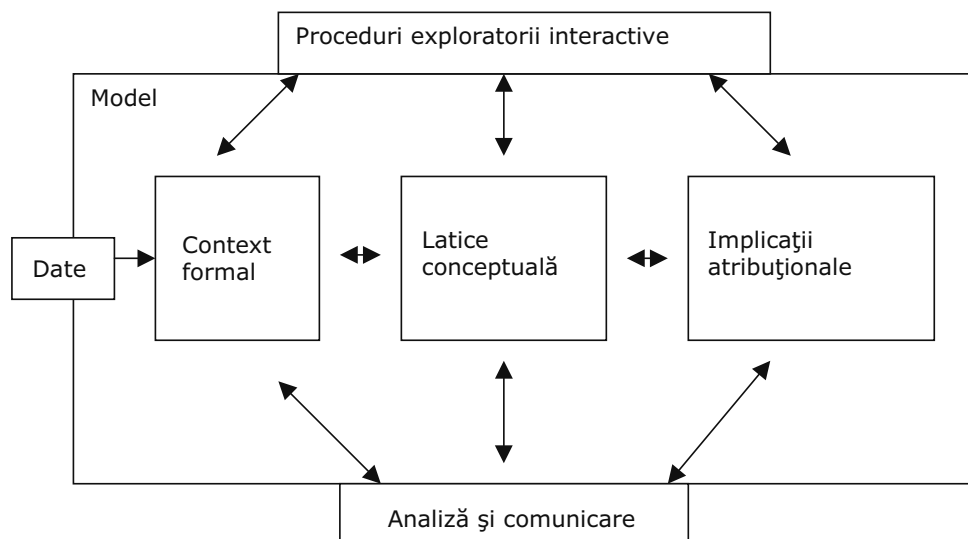 Proceduri exploratorii interactive
Model
Date
Context
formal
Latice
conceptuală
Implicaţii
atribuţionale
Analiză şi comunicare